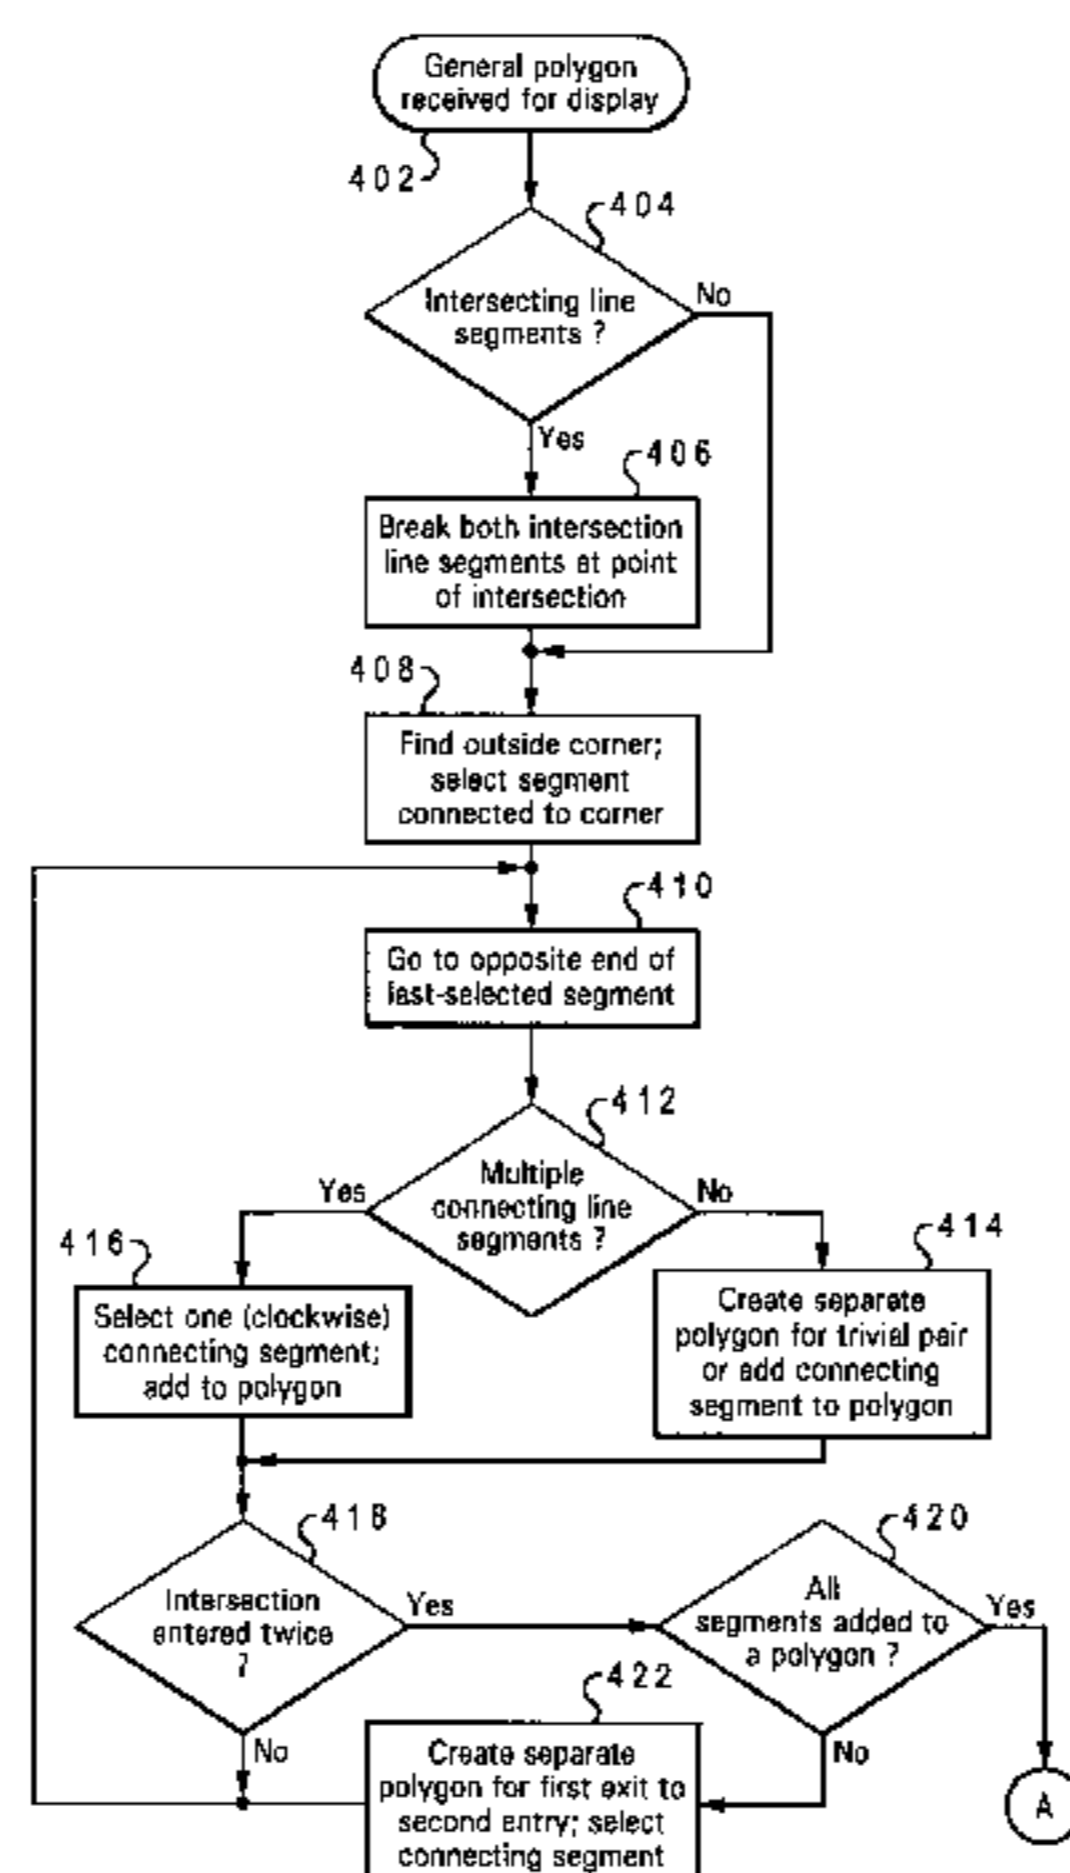 General polygon
received for display
402
404
Intersecting line
segments ?
No
Yes
406
Break both intersection
line segments at point
of intersection
408
Find outside corner;
select segment
connected to corner
410
Go to opposite end of
last-selected segment
412
Multiple
connecting line
segments ?
Yes
No
416
Select one (clockwise)
connecting segment;
add to polygon
414
Create separate
polygon for trivial pair
or add connecting
segment to polygon
418
Intersection
entered twice
?
Yes
No
420
All
segments added to
a polygon ?
Yes
No
422
Create separate
polygon for first exit to
second entry; select
connecting segment
A